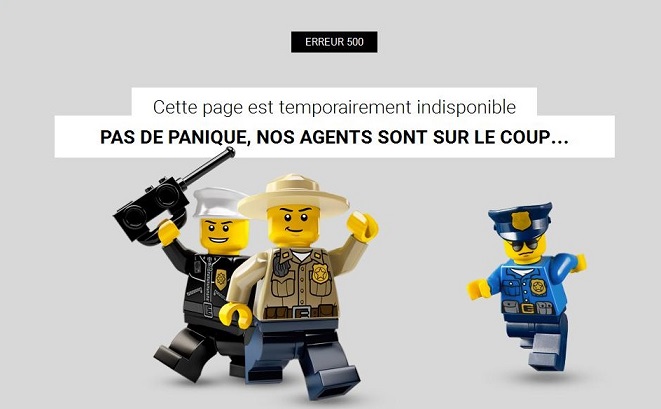 ERREUR 500
Cette page est temporairement indisponible
PAS DE PANIQUE, NOS AGENTS SONT SUR LE COUP...